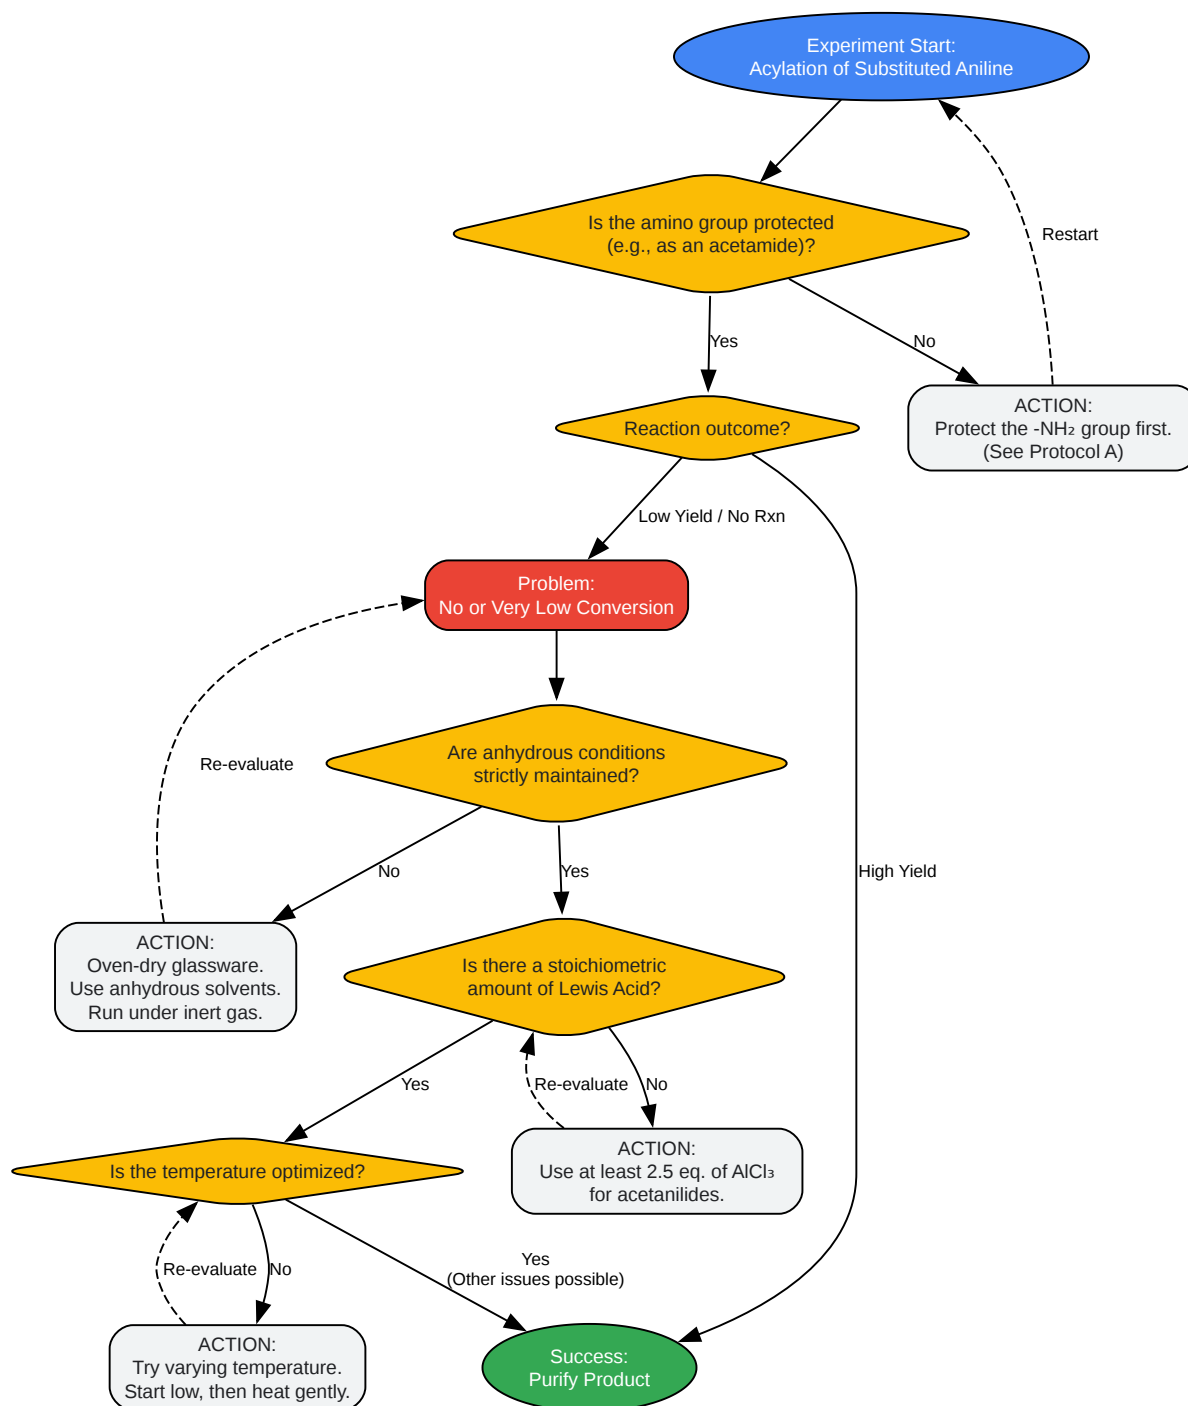 Experiment Start:
Acylation of Substituted Aniline
Is the amino group protected
(e.g., as an acetamide)?
Restart
Yes
No
ACTION:
Protect the -NH₂ group first.
(See Protocol A)
Reaction outcome?
Low Yield / No Rxn
Problem:
No or Very Low Conversion
Are anhydrous conditions
strictly maintained?
Re-evaluate
No
Yes
High Yield
ACTION:
Oven-dry glassware.
Use anhydrous solvents.
Run under inert gas.
Is there a stoichiometric
amount of Lewis Acid?
Yes
Re-evaluate
No
ACTION:
Use at least 2.5 eq. of AlCl₃
for acetanilides.
Is the temperature optimized?
Re-evaluate
No
Yes
(Other issues possible)
ACTION:
Try varying temperature.
Start low, then heat gently.
Success:
Purify Product